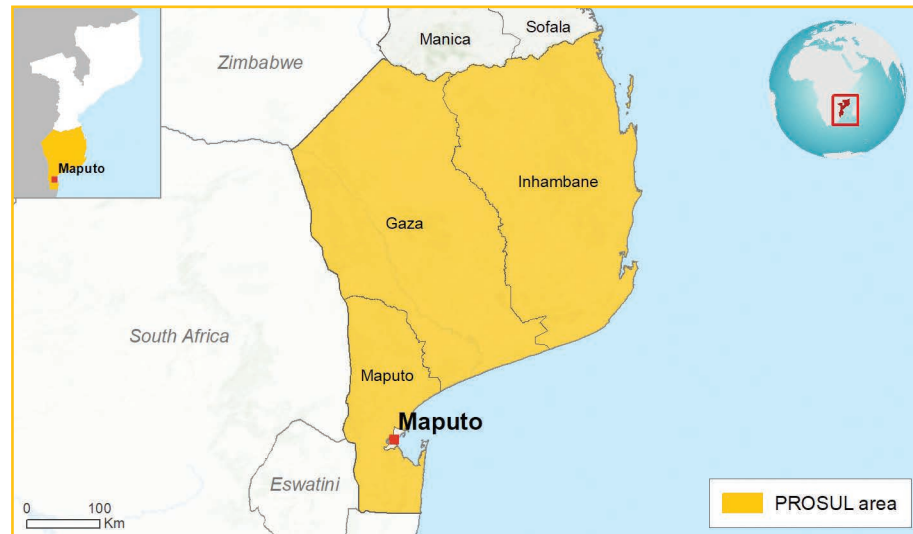 Maputo
Zimbabwe
Manica
Sofala
Inhambane
Gaza
South Africa
Maputo
Maputo
Eswatini
0 100
Km
PROSUL area